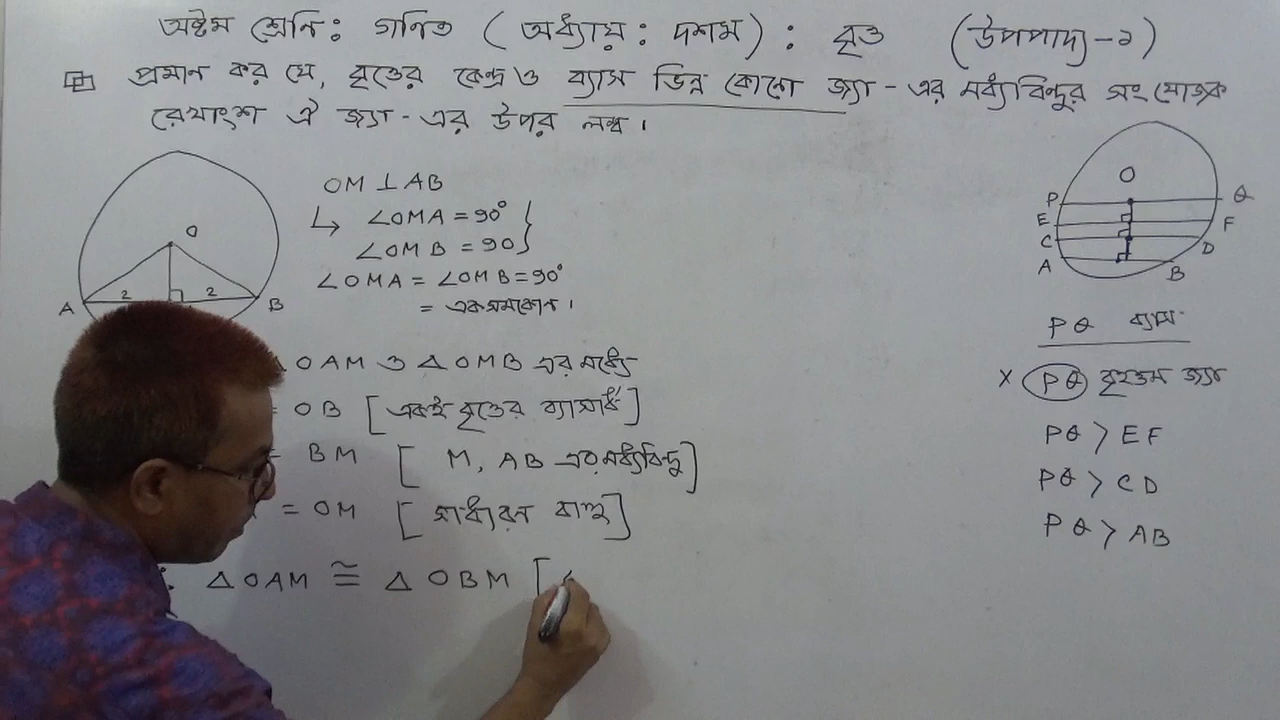 অষ্টম শ্রেনি: গনিত (অধ্যায়: দশম): বৃত্ত (উপপাদ্য-১)
প্রমান কর যে, বৃত্তের কেন্দ্র ও ব্যাস ভিন্ন কোনো জ্যা-এর মধ্যবিন্দুর সংযোজক
রেখাংশ ঐ জ্যা-এর উপর লম্ব।
O
A
B
2
2
OM ⊥ AB
↳ ∠OMA = 90°
∠OMB = 90
∠OMA = ∠OMB = 90°
= একসমকোন।
△OAM ও △OMB এর মধ্যে
= OB [একই বৃত্তের ব্যাসার্ধ]
= BM [M, AB এর মধ্যবিন্দু]
= OM [সাধারন বাহু]
△OAM ≅ △OBM [
O
P
Q
E
F
C
D
A
B
PQ ব্যাস
× PQ বৃহত্তম জ্যা
PQ > EF
PQ > CD
PQ > AB